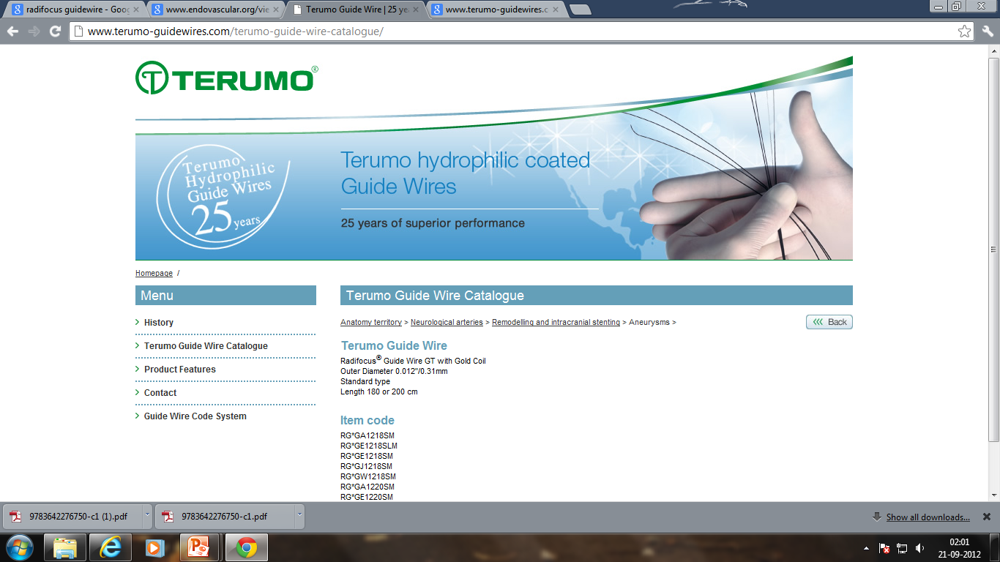 radifocus guidewire - Goog
www.endovascular.org/vie
Terumo Guide Wire | 25 ye
www.terumo-guidewires.c
www.terumo-guidewires.com/terumo-guide-wire-catalogue/
TERUMO®
Terumo
Hydrophilic
Guide Wires
25 years
Terumo hydrophilic coated
Guide Wires
25 years of superior performance
Homepage /
Menu
History
Terumo Guide Wire Catalogue
Product Features
Contact
Guide Wire Code System
Terumo Guide Wire Catalogue
Anatomy territory > Neurological arteries > Remodelling and intracranial stenting > Aneurysms >
Back
Terumo Guide Wire
Radifocus® Guide Wire GT with Gold Coil
Outer Diameter 0.012"/0.31mm
Standard type
Length 180 or 200 cm
Item code
RG*GA1218SM
RG*GE1218SLM
RG*GE1218SM
RG*GJ1218SM
RG*GW1218SM
RG*GA1220SM
RG*GE1220SM
9783642276750-c1 (1).pdf
9783642276750-c1.pdf
Show all downloads...
02:01
21-09-2012